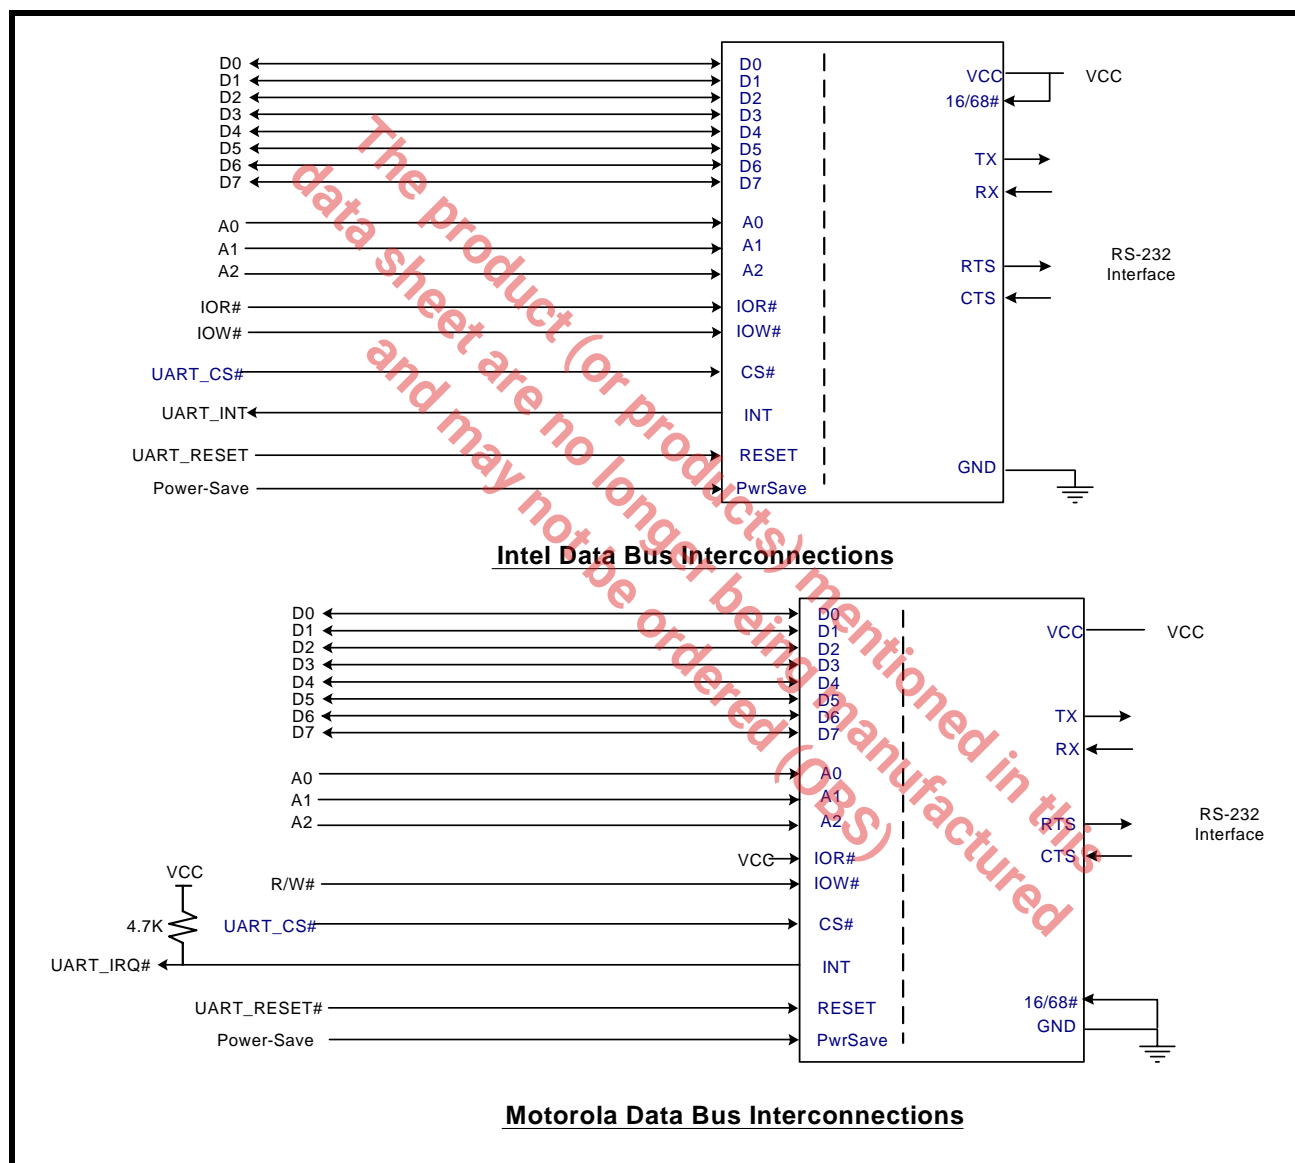 D0 D0
D1 D1
D2 D2
D3 D3
D4 D4
D5 D5
D6 D6
D7 D7
A0 A0
A1 A1
A2 A2
IOR# IOR#
IOW# IOW#
UART_CS# CS#
UART_INT INT
UART_RESET RESET
Power-Save PwrSave
VCC VCC
16/68#
TX
RX
RTS
CTS
RS-232
Interface
GND
Intel Data Bus Interconnections
D0 D0
D1 D1
D2 D2
D3 D3
D4 D4
D5 D5
D6 D6
D7 D7
A0 A0
A1 A1
A2 A2
VCC IOR#
R/W# IOW#
VCC
4.7K
UART_CS# CS#
UART_IRQ# INT
UART_RESET# RESET
Power-Save PwrSave
VCC VCC
TX
RX
RTS
CTS
RS-232
Interface
16/68#
GND
Motorola Data Bus Interconnections
The product (or products) mentioned in this
data sheet are no longer being manufactured
and may not be ordered (OBS)